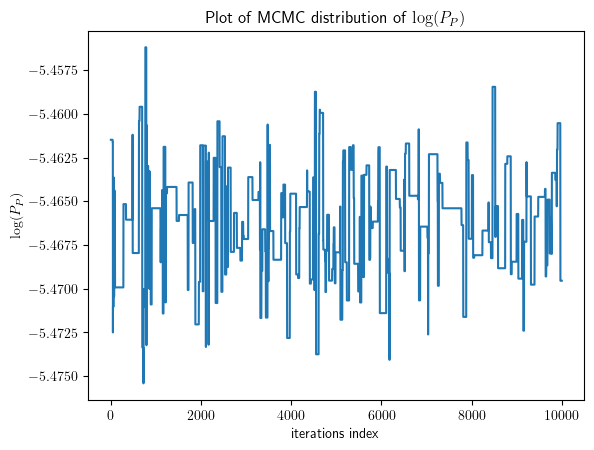 Plot of MCMC distribution of log(P_P)
log(P_P)
−5.4575
−5.4600
−5.4625
−5.4650
−5.4675
−5.4700
−5.4725
−5.4750
0 2000 4000 6000 8000 10000
iterations index